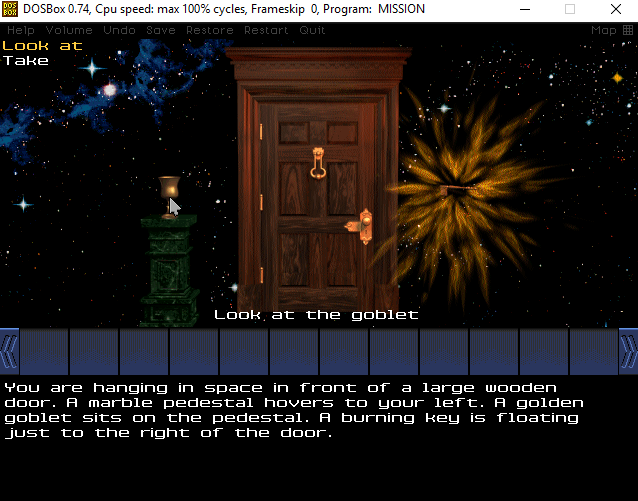 DOS
BOX
DOSBox 0.74, Cpu speed: max 100% cycles, Frameskip 0, Program: MISSION
Help Volume Undo Save Restore Restart Quit Map
Look at
Take
Look at the goblet
You are hanging in space in front of a large wooden
door. A marble pedestal hovers to your left. A golden
goblet sits on the pedestal. A burning key is floating
just to the right of the door.